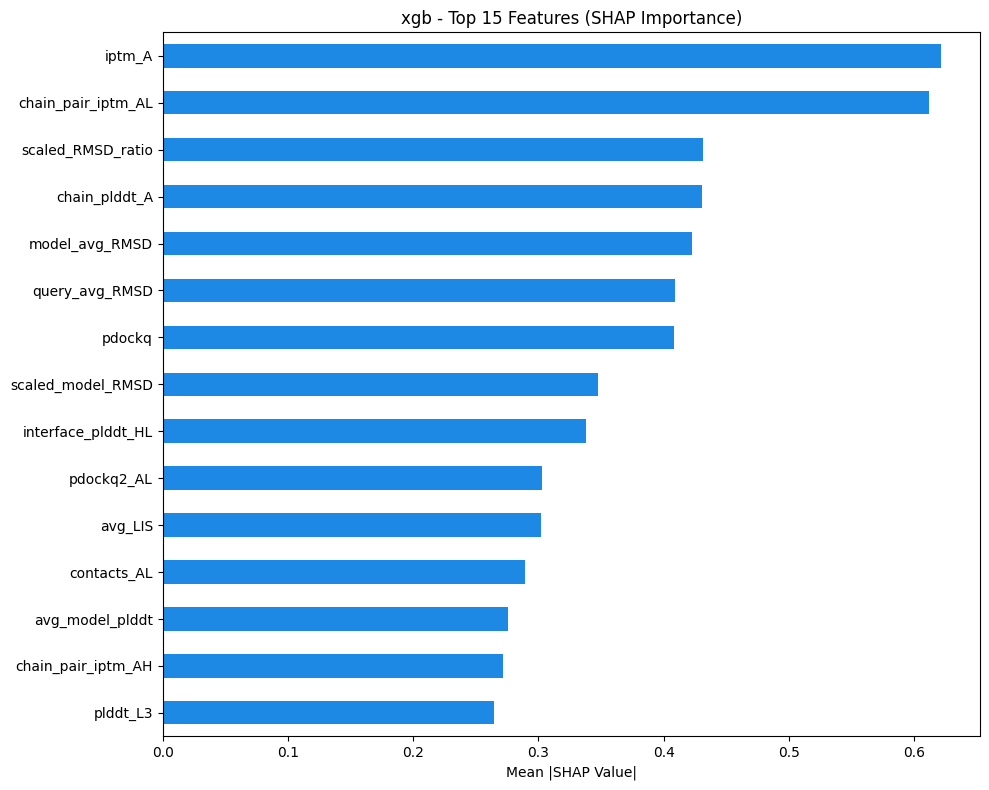 xgb - Top 15 Features (SHAP Importance)
iptm_A
chain_pair_iptm_AL
scaled_RMSD_ratio
chain_plddt_A
model_avg_RMSD
query_avg_RMSD
pdockq
scaled_model_RMSD
interface_plddt_HL
pdockq2_AL
avg_LIS
contacts_AL
avg_model_plddt
chain_pair_iptm_AH
plddt_L3
0.0 0.1 0.2 0.3 0.4 0.5 0.6
Mean |SHAP Value|